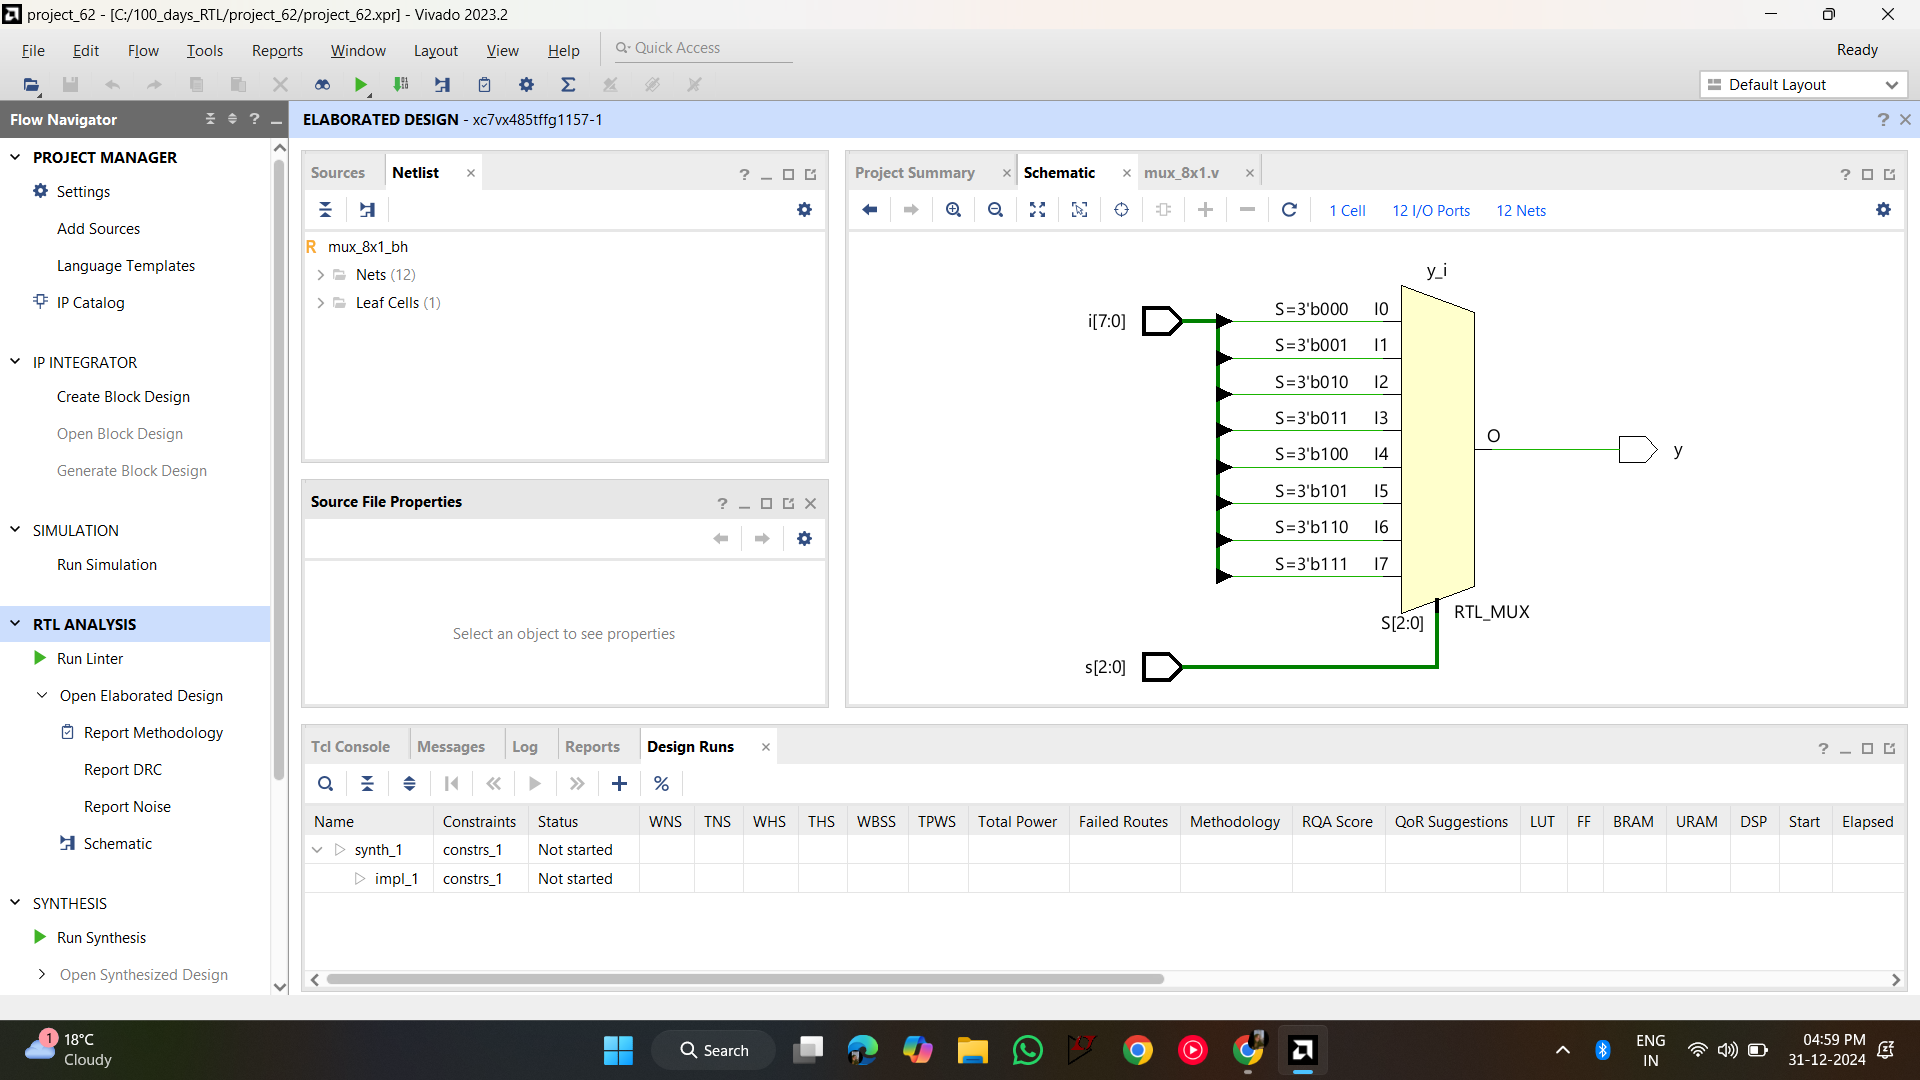 project_62 - [C:/100_days_RTL/project_62/project_62.xpr] - Vivado 2023.2
File Edit Flow Tools Reports Window Layout View Help Quick Access Ready
Default Layout
Flow Navigator
ELABORATED DESIGN - xc7vx485tffg1157-1
PROJECT MANAGER
Settings
Add Sources
Language Templates
IP Catalog
IP INTEGRATOR
Create Block Design
Open Block Design
Generate Block Design
SIMULATION
Run Simulation
RTL ANALYSIS
Run Linter
Open Elaborated Design
Report Methodology
Report DRC
Report Noise
Schematic
SYNTHESIS
Run Synthesis
Open Synthesized Design
Sources Netlist
R mux_8x1_bh
Nets (12)
Leaf Cells (1)
Source File Properties
Select an object to see properties
Project Summary Schematic mux_8x1.v
1 Cell 12 I/O Ports 12 Nets
y_i
i[7:0]
S=3'b000 I0
S=3'b001 I1
S=3'b010 I2
S=3'b011 I3
S=3'b100 I4
S=3'b101 I5
S=3'b110 I6
S=3'b111 I7
O
y
S[2:0]
RTL_MUX
s[2:0]
Tcl Console Messages Log Reports Design Runs
Name Constraints Status WNS TNS WHS THS WBSS TPWS Total Power Failed Routes Methodology RQA Score QoR Suggestions LUT FF BRAM URAM DSP Start Elapsed
synth_1 constrs_1 Not started
impl_1 constrs_1 Not started
1
18°C
Cloudy
Search
ENG
IN
04:59 PM
31-12-2024